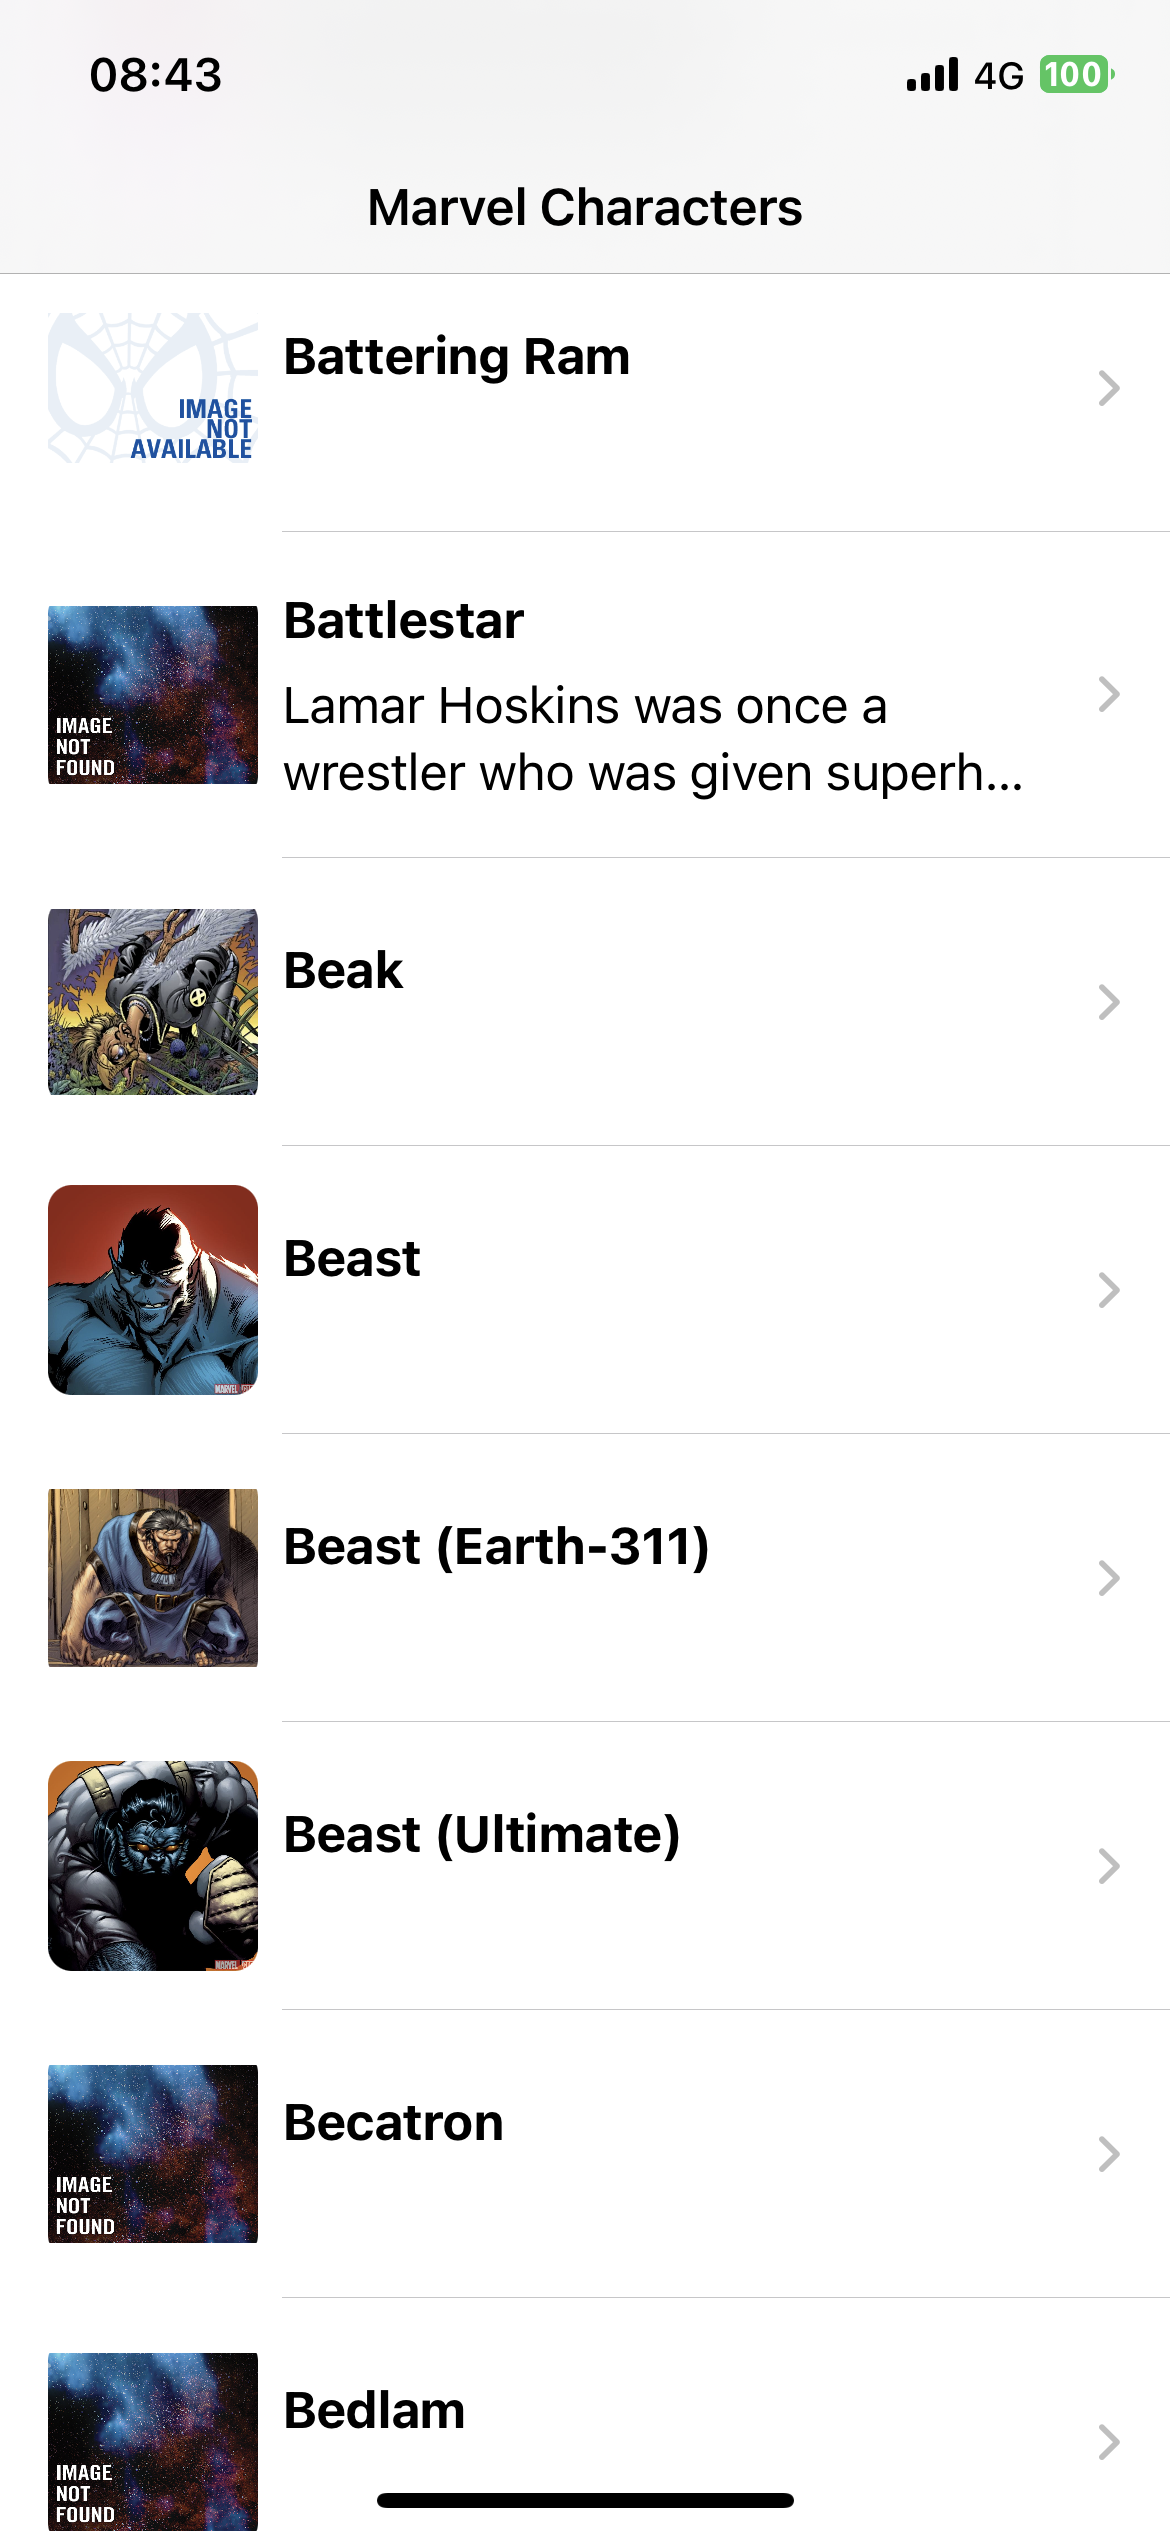 08:43
4G 100
Marvel Characters
IMAGE
NOT
AVAILABLE
Battering Ram
IMAGE
NOT
FOUND
Battlestar
Lamar Hoskins was once a
wrestler who was given superh...
Beak
Beast
MARVEL
Beast (Earth-311)
Beast (Ultimate)
MARVEL
IMAGE
NOT
FOUND
Becatron
IMAGE
NOT
FOUND
Bedlam